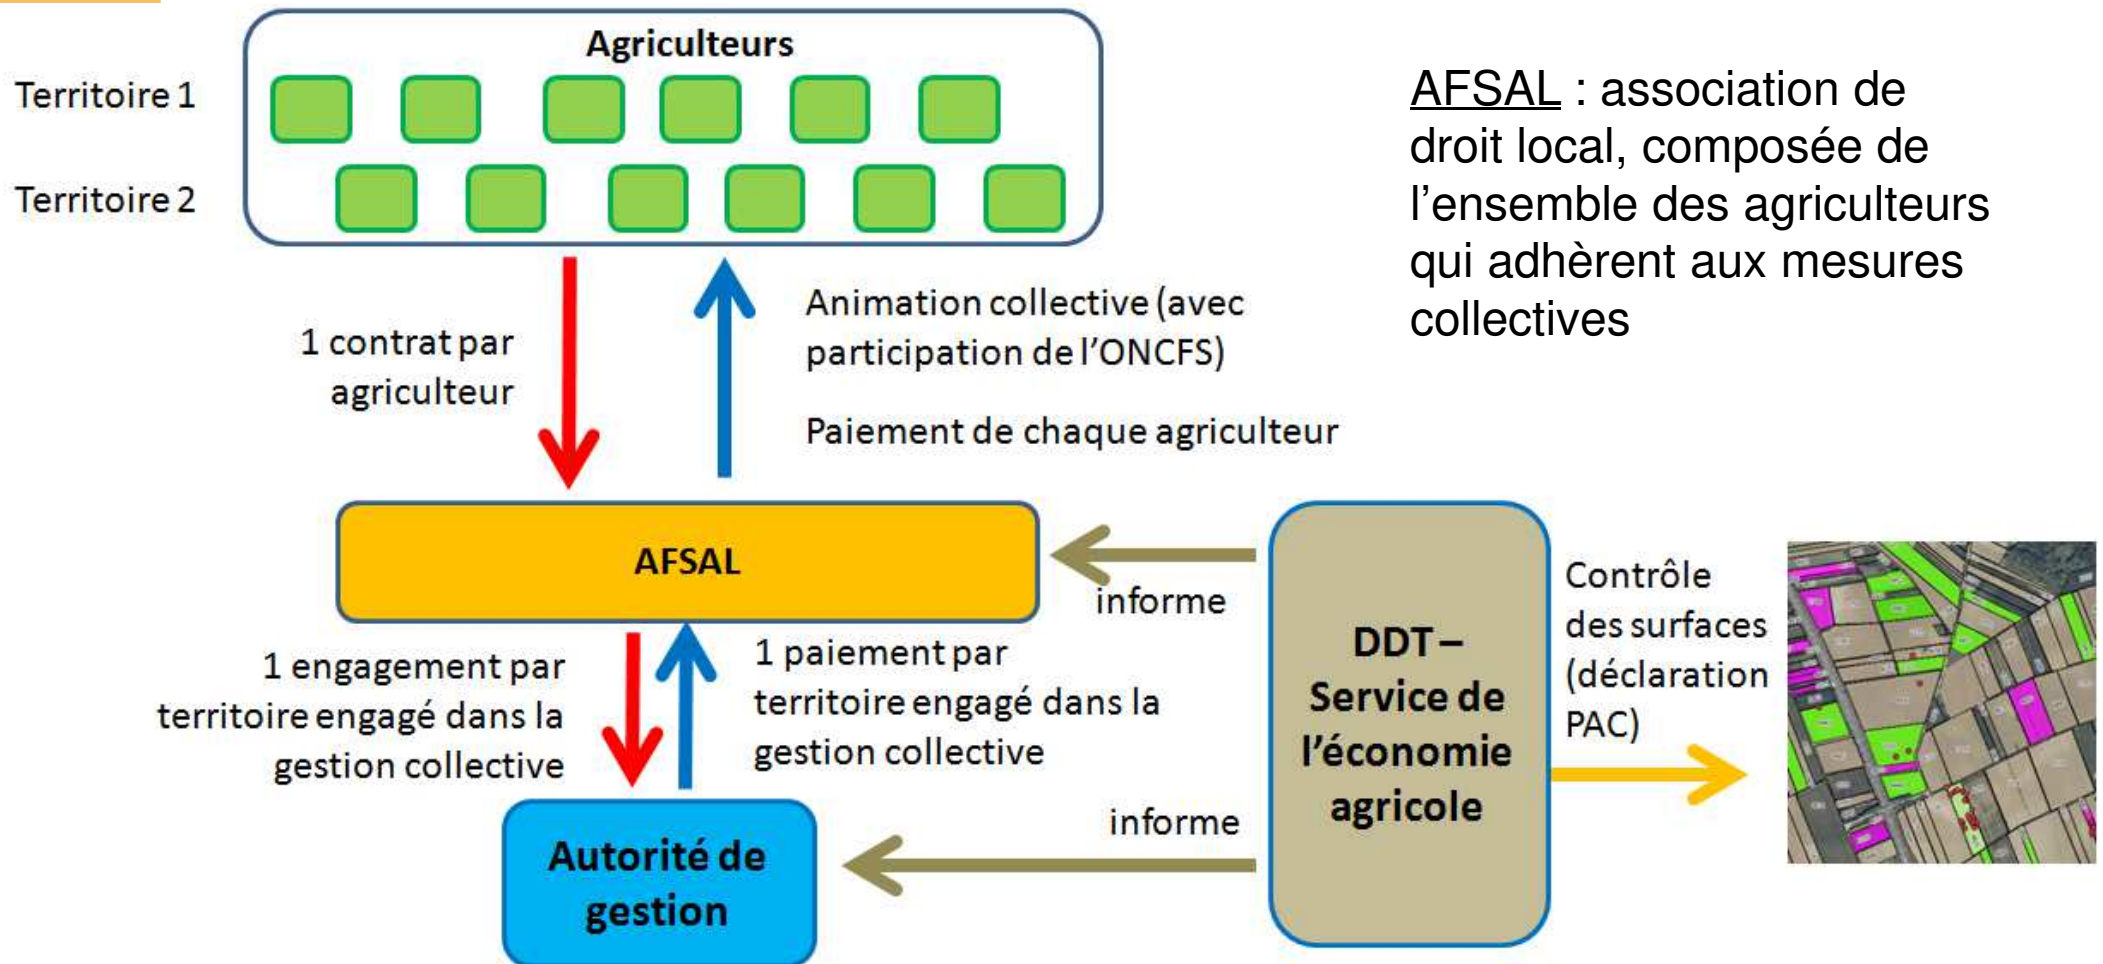 Agriculteurs
Territoire 1
Territoire 2
AFSAL : association de
droit local, composée de
l’ensemble des agriculteurs
qui adhèrent aux mesures
collectives
1 contrat par
agriculteur
Animation collective (avec
participation de l’ONCFS)
Paiement de chaque agriculteur
AFSAL
informe
1 engagement par
territoire engagé dans la
gestion collective
1 paiement par
territoire engagé dans la
gestion collective
DDT –
Service de
l’économie
agricole
Contrôle
des surfaces
(déclaration
PAC)
informe
Autorité de
gestion